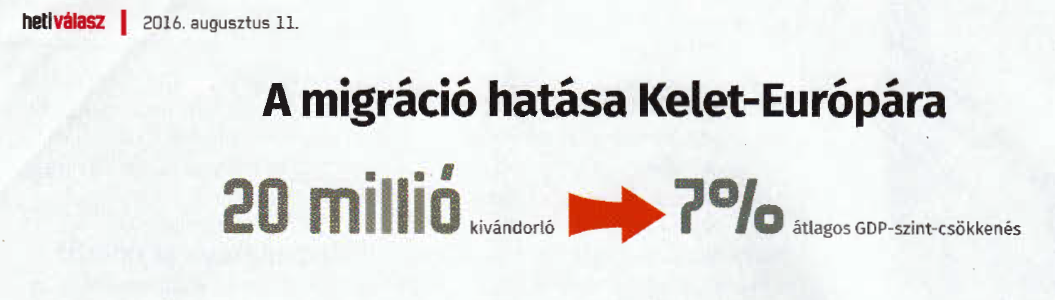 hetiválasz | 2016. augusztus 11.
A migráció hatása Kelet-Európára
20 millió kivándorló 7% átlagos GDP-szint-csökkenés